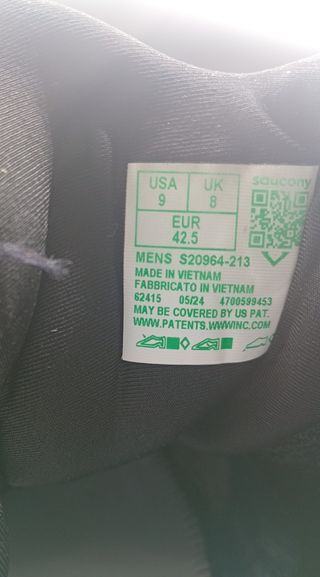 saucony
USA UK
9 8
EUR
42.5
MENS S20964-213
MADE IN VIETNAM
FABBRICATO IN VIETNAM
62415 05/24 4700599453
MAY BE COVERED BY US PAT.
WWW.PATENTS.WWWINC.COM